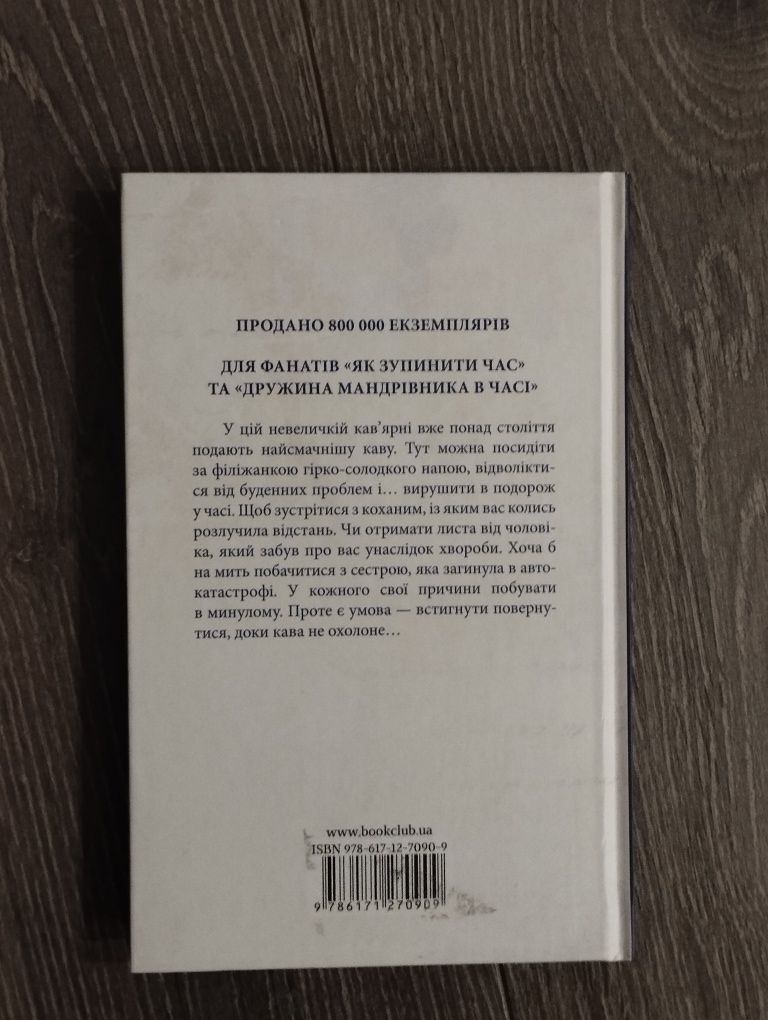 ПРОДАНО 800 000 ЕКЗЕМПЛЯРІВ
ДЛЯ ФАНАТІВ «ЯК ЗУПИНИТИ ЧАС»
ТА «ДРУЖИНА МАНДРІВНИКА В ЧАСІ»
У цій невеличкій кав’ярні вже понад століття
подають найсмачнішу каву. Тут можна посидіти
за філіжанкою гірко-солодкого напою, відволікти-
ся від буденних проблем і… вирушити в подорож
у часі. Щоб зустрітися з коханим, із яким вас колись
розлучила відстань. Чи отримати листа від чолові-
ка, який забув про вас унаслідок хвороби. Хоча б
на мить побачитися з сестрою, яка загинула в авто-
катастрофі. У кожного свої причини побувати
в минулому. Проте є умова — встигнути поверну-
тися, доки кава не охолоне…
www.bookclub.ua
ISBN 978-617-12-7090-9
9 786171 270909